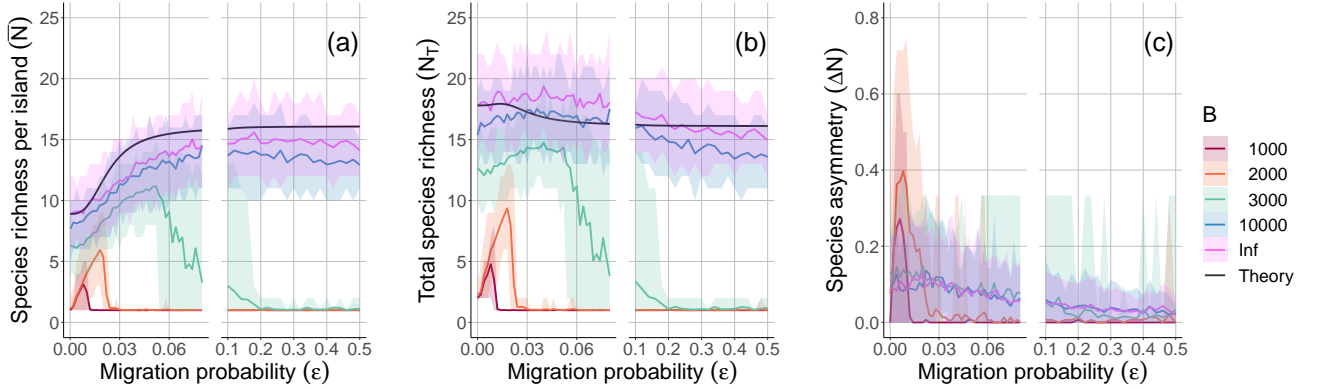 (a)
Species richness per island (N̅)
25
20
15
10
5
0
0.00 0.03 0.06 0.1 0.2 0.3 0.4 0.5
Migration probability (ε)
(b)
Total species richness (N_T)
25
20
15
10
5
0
0.00 0.03 0.06 0.1 0.2 0.3 0.4 0.5
Migration probability (ε)
(c)
Species asymmetry (ΔN)
0.8
0.6
0.4
0.2
0.0
0.00 0.03 0.06 0.1 0.2 0.3 0.4 0.5
Migration probability (ε)
B
1000
2000
3000
10000
Inf
Theory